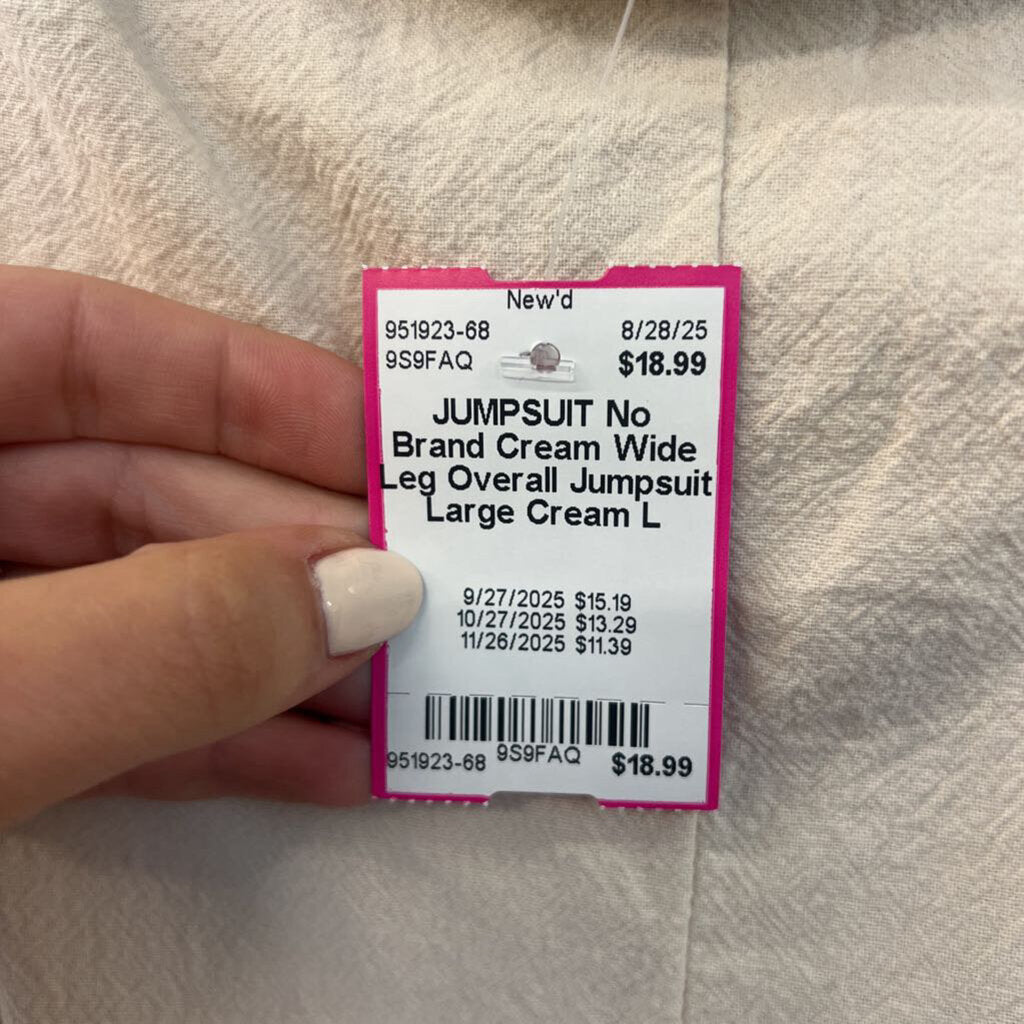 New'd
951923-68 8/28/25
9S9FAQ $18.99
JUMPSUIT No
Brand Cream Wide
Leg Overall Jumpsuit
Large Cream L
9/27/2025 $15.19
10/27/2025 $13.29
11/26/2025 $11.39
951923-68 9S9FAQ $18.99